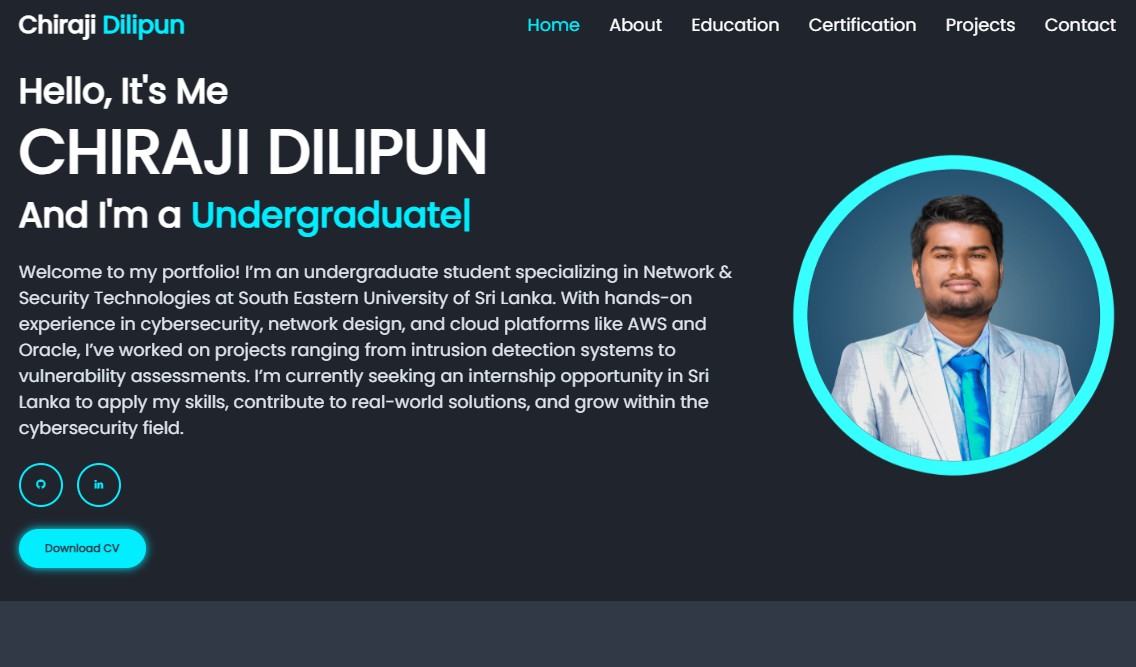 Chiraji Dilipun
Home About Education Certification Projects Contact
Hello, It's Me
CHIRAJI DILIPUN
And I'm a Undergraduate|
Welcome to my portfolio! I’m an undergraduate student specializing in Network &
Security Technologies at South Eastern University of Sri Lanka. With hands-on
experience in cybersecurity, network design, and cloud platforms like AWS and
Oracle, I’ve worked on projects ranging from intrusion detection systems to
vulnerability assessments. I’m currently seeking an internship opportunity in Sri
Lanka to apply my skills, contribute to real-world solutions, and grow within the
cybersecurity field.
in
Download CV